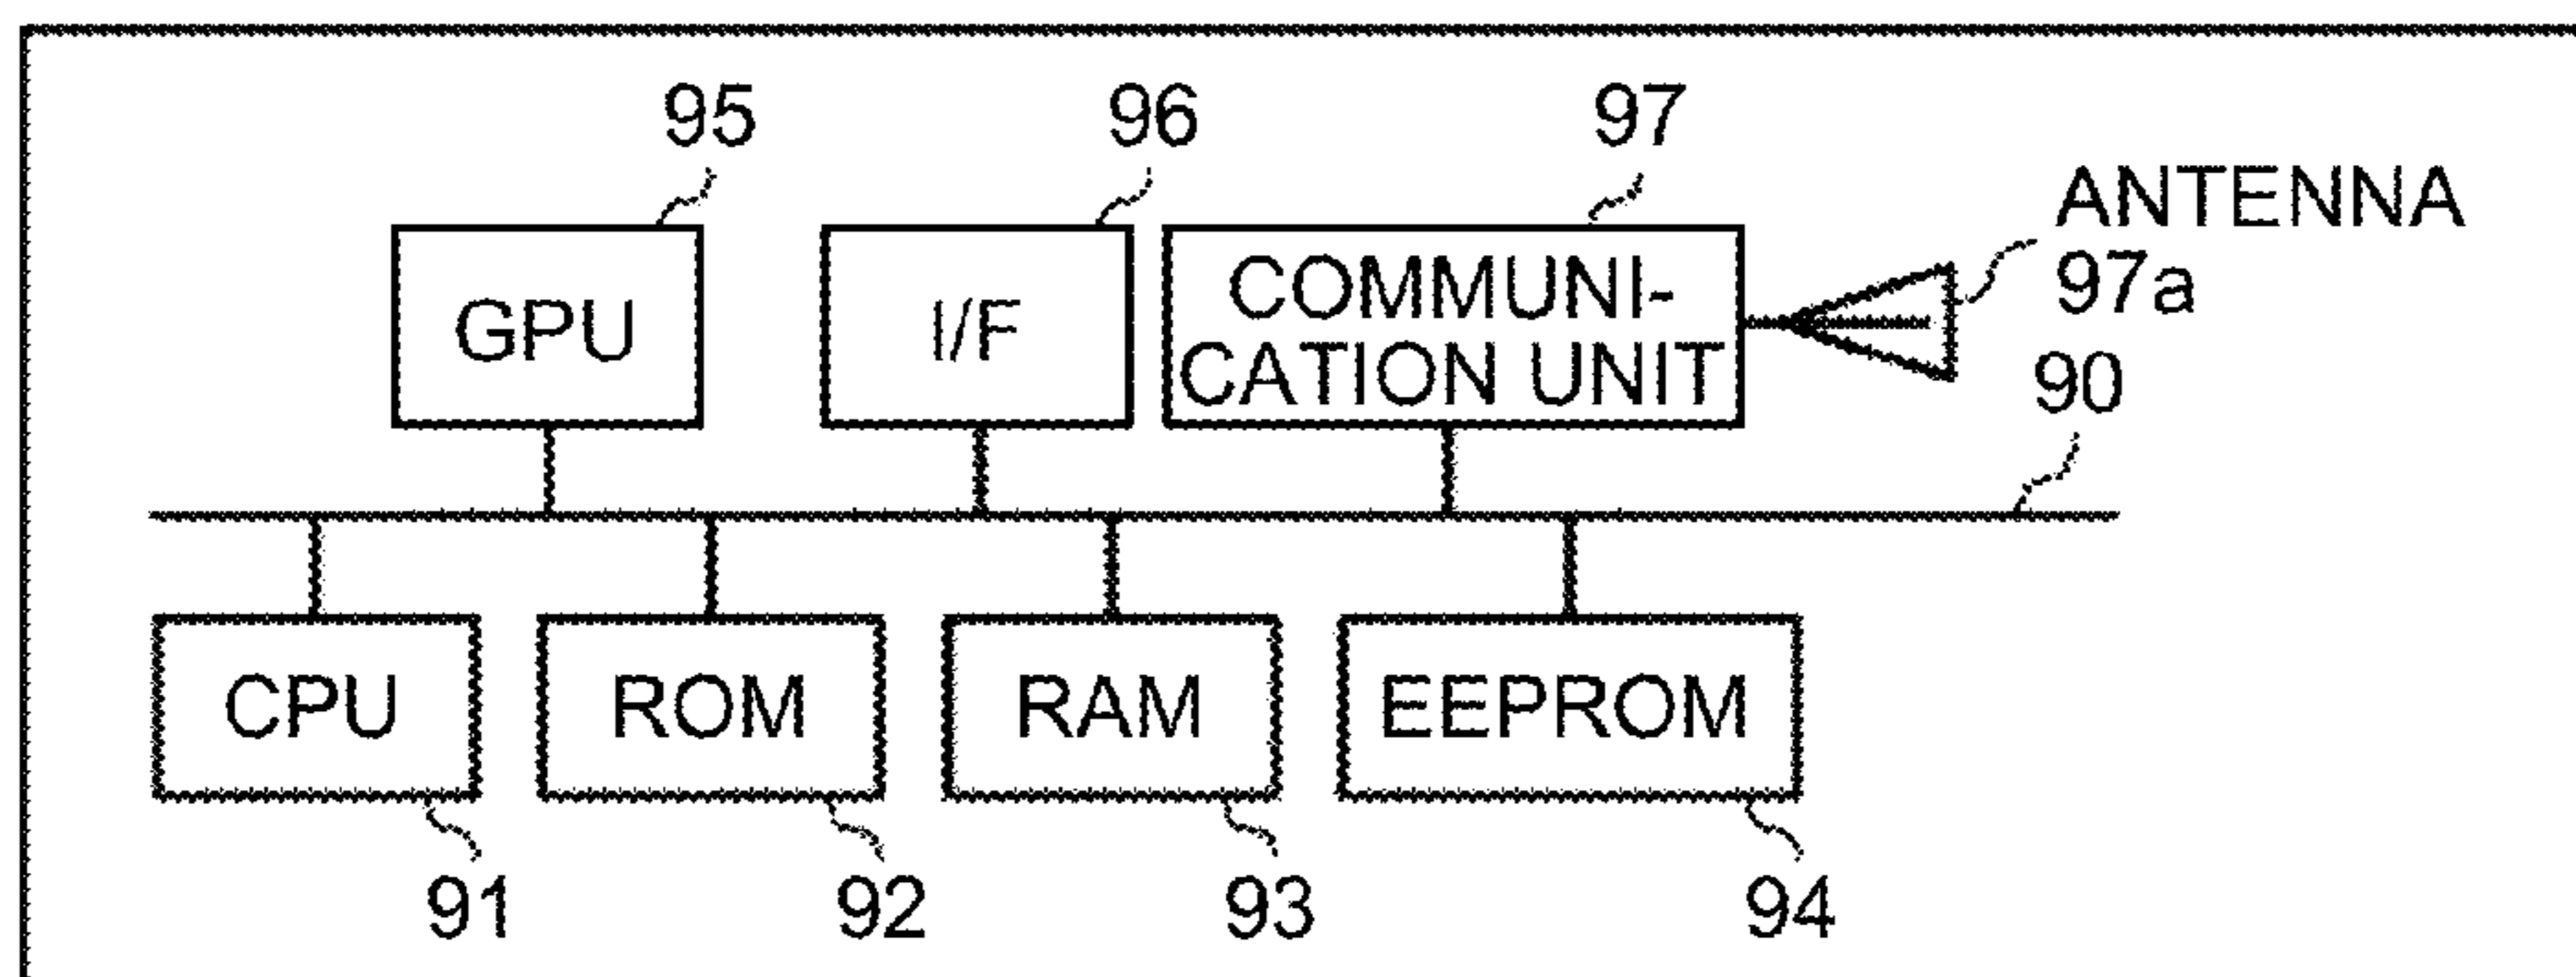 95
96
97
ANTENNA
97a
GPU
I/F
COMMUNI-
CATION UNIT
90
CPU
ROM
RAM
EEPROM
91
92
93
94